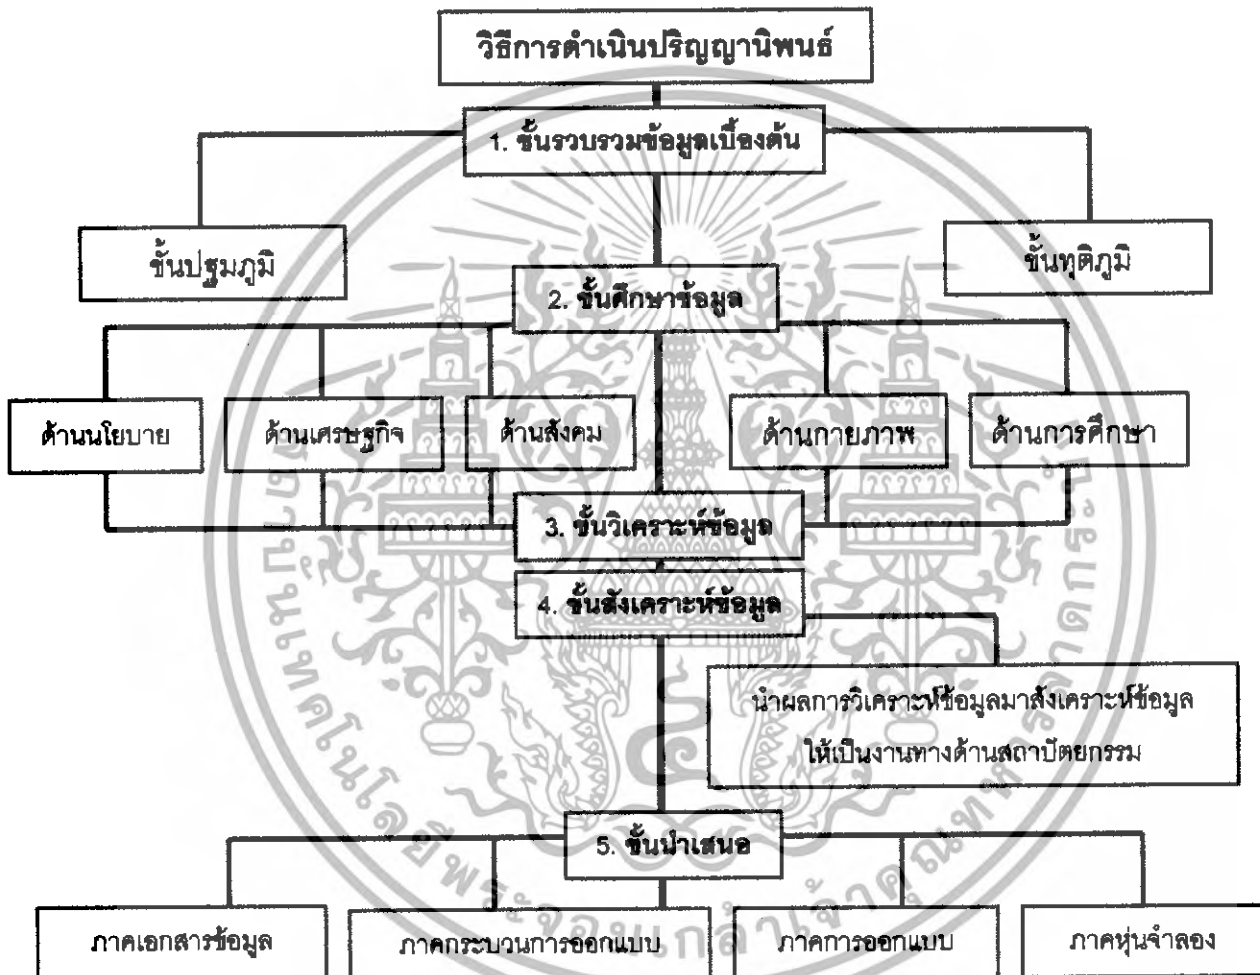 วิธีการดำเนินปริญญานิพนธ์
1. ขั้นรวบรวมข้อมูลเบื้องต้น
ขั้นปฐมภูมิ
ขั้นทุติภูมิ
2. ขั้นศึกษาข้อมูล
ด้านนโยบาย
ด้านเศรษฐกิจ
ด้านสังคม
ด้านกายภาพ
ด้านการศึกษา
3. ขั้นวิเคราะห์ข้อมูล
4. ขั้นสังเคราะห์ข้อมูล
นำผลการวิเคราะห์ข้อมูลมาสังเคราะห์ข้อมูล
ให้เป็นงานทางด้านสถาปัตยกรรม
5. ขั้นนำเสนอ
ภาคเอกสารข้อมูล
ภาคกระบวนการออกแบบ
ภาคการออกแบบ
ภาคหุ่นจำลอง